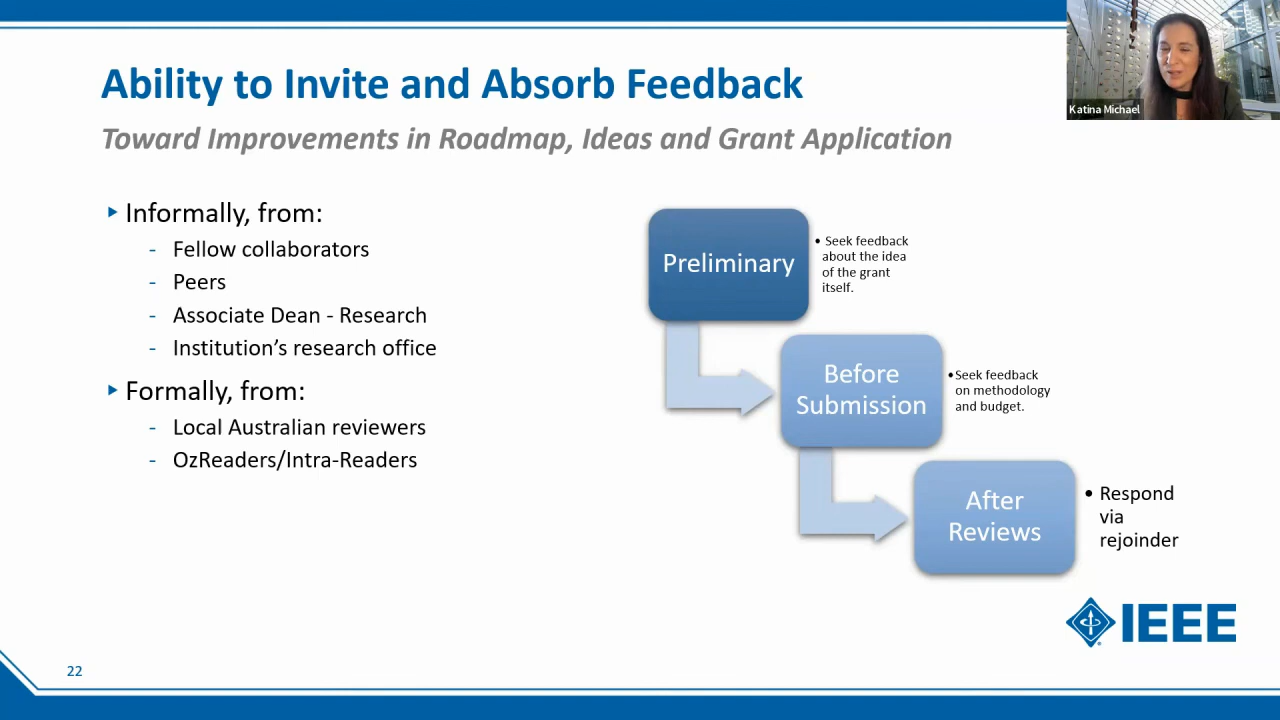 Ability to Invite and Absorb Feedback
Katina Michael
Toward Improvements in Roadmap, Ideas and Grant Application
Informally, from:
- Fellow collaborators
- Peers
- Associate Dean - Research
- Institution's research office
Formally, from:
- Local Australian reviewers
- OzReaders/Intra-Readers
Preliminary
• Seek feedback
about the idea
of the grant
itself.
Before
Submission
•Seek feedback
on methodology
and budget.
After
Reviews
• Respond
via
rejoinder
IEEE
22